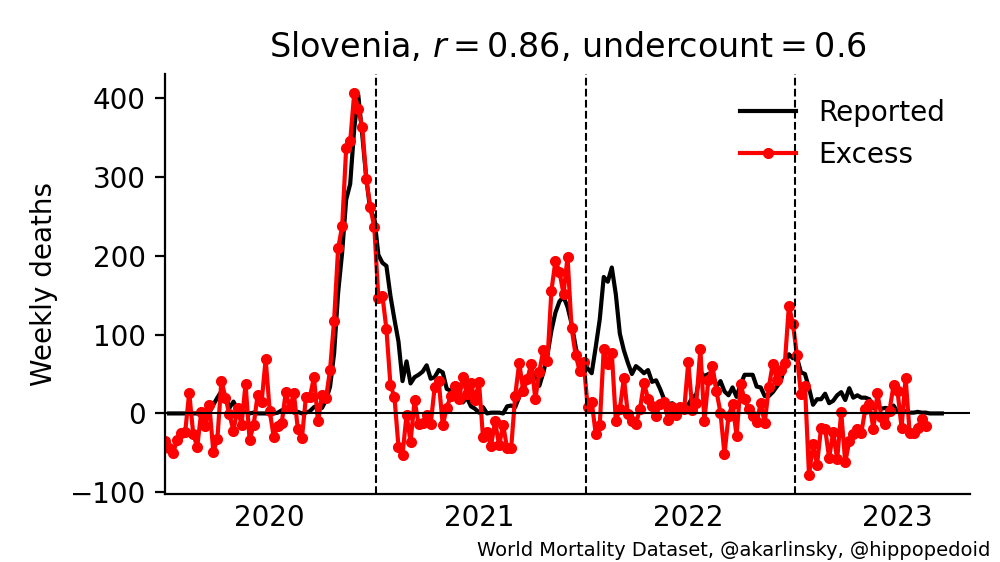 Slovenia, r = 0.86, undercount = 0.6
Weekly deaths
400
300
200
100
0
−100
Reported
Excess
2020 2021 2022 2023
World Mortality Dataset, @akarlinsky, @hippopedoid